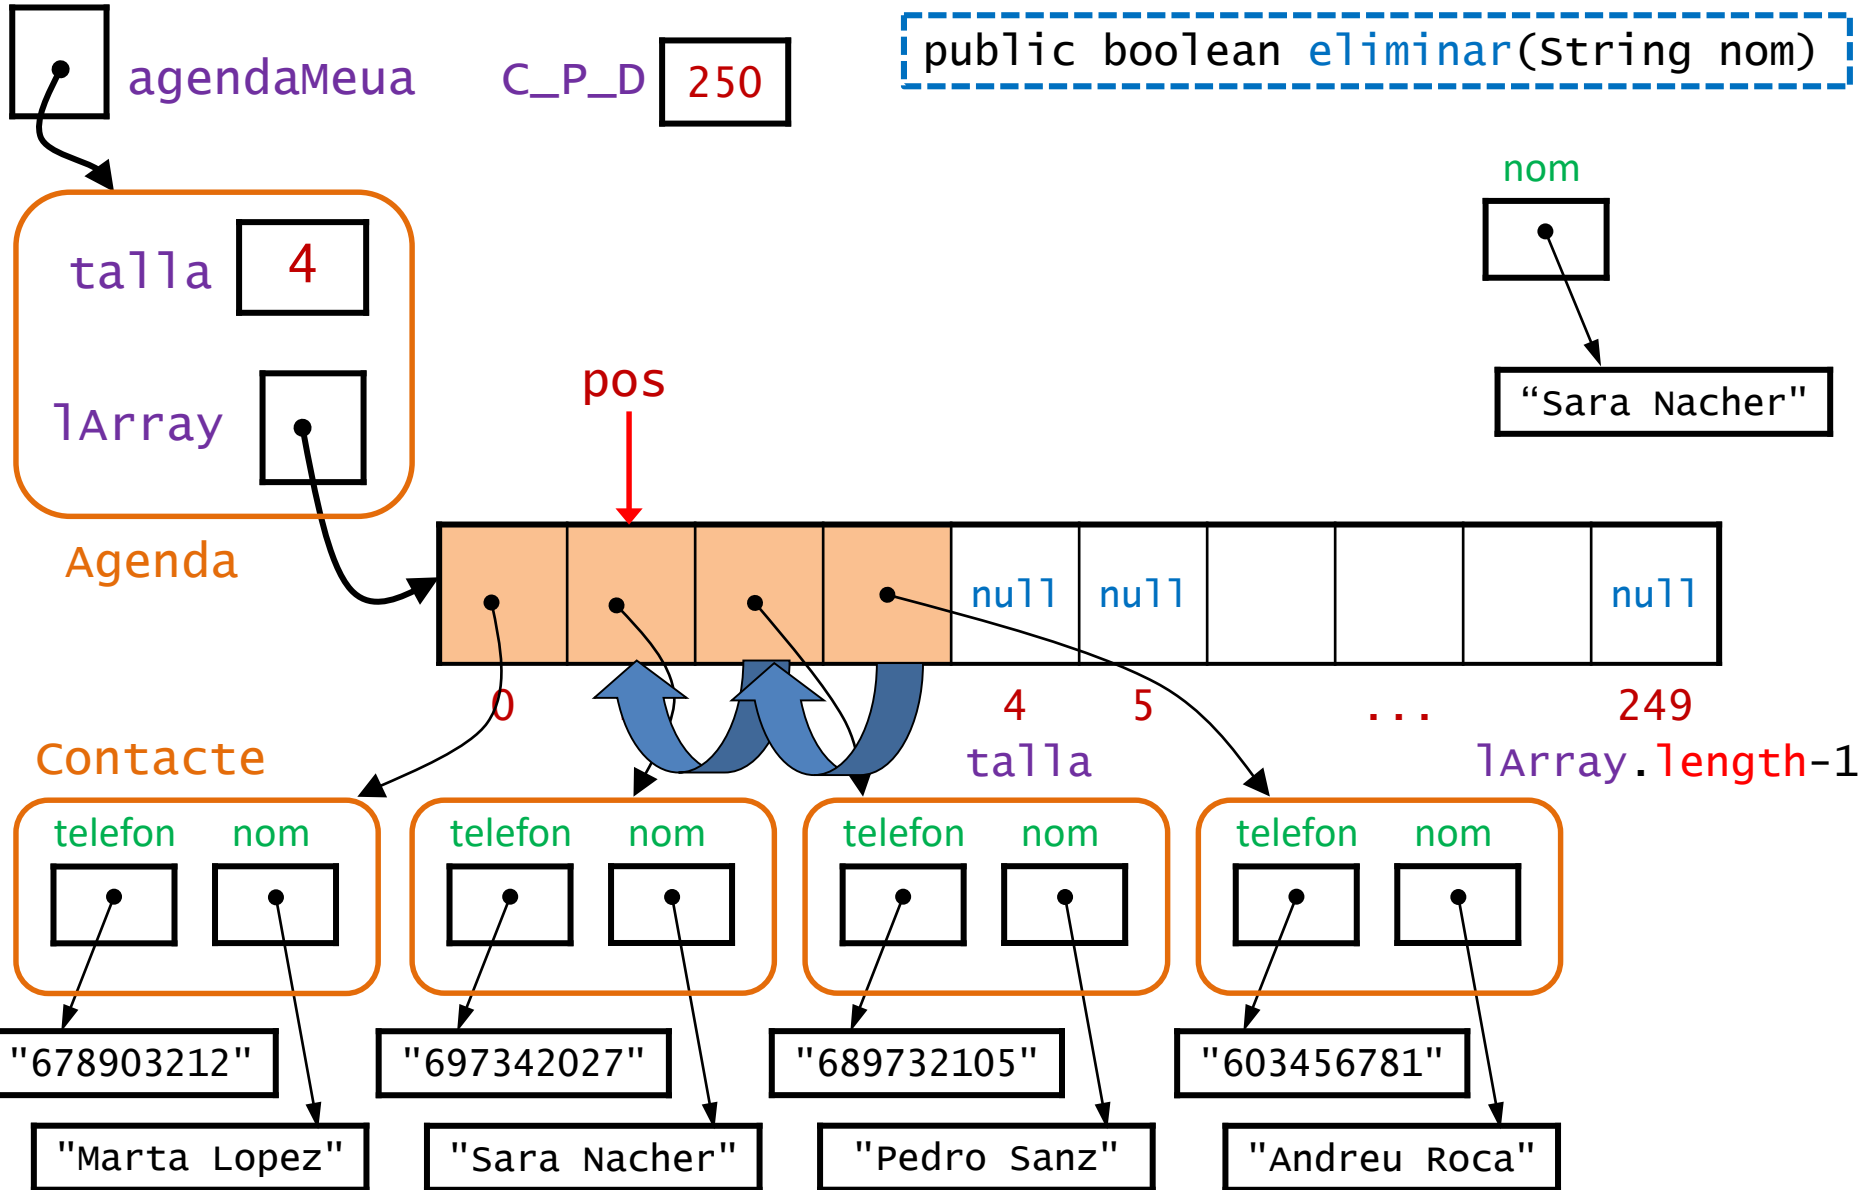 agendaMeua
C_P_D 250
public boolean eliminar(String nom)
nom
"Sara Nacher"
talla 4
lArray
Agenda
pos
null null null
0 4 5 ... 249
talla lArray.length-1
Contacte
telefon nom telefon nom telefon nom telefon nom
"678903212" "697342027" "689732105" "603456781"
"Marta Lopez" "Sara Nacher" "Pedro Sanz" "Andreu Roca"